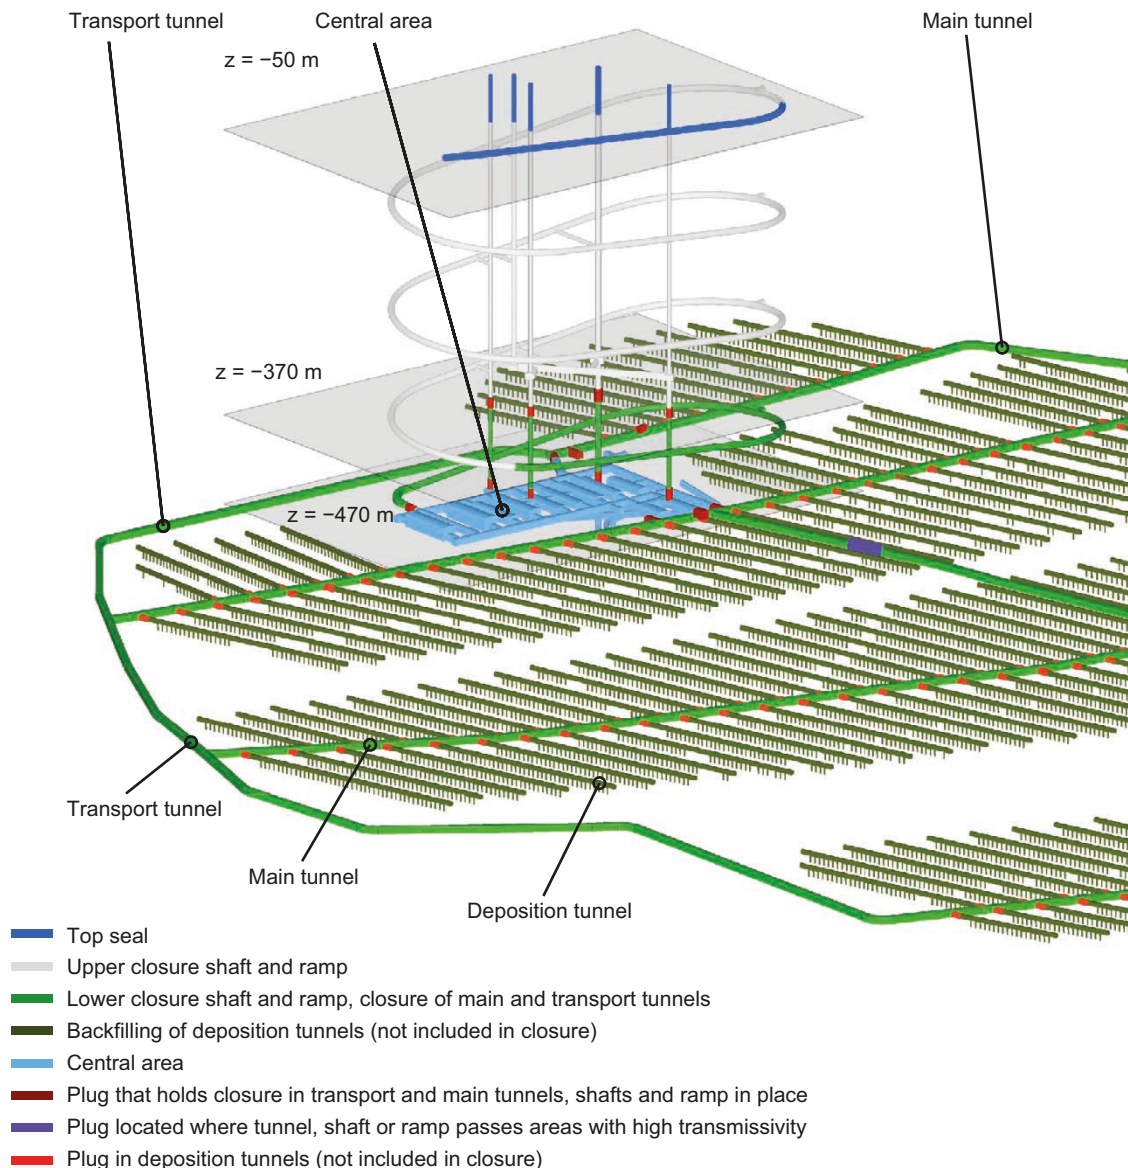 Transport tunnel
Central area
Main tunnel
z = −50 m
z = −370 m
z = −470 m
Transport tunnel
Main tunnel
Deposition tunnel
Top seal
Upper closure shaft and ramp
Lower closure shaft and ramp, closure of main and transport tunnels
Backfilling of deposition tunnels (not included in closure)
Central area
Plug that holds closure in transport and main tunnels, shafts and ramp in place
Plug located where tunnel, shaft or ramp passes areas with high transmissivity
Plug in deposition tunnels (not included in closure)